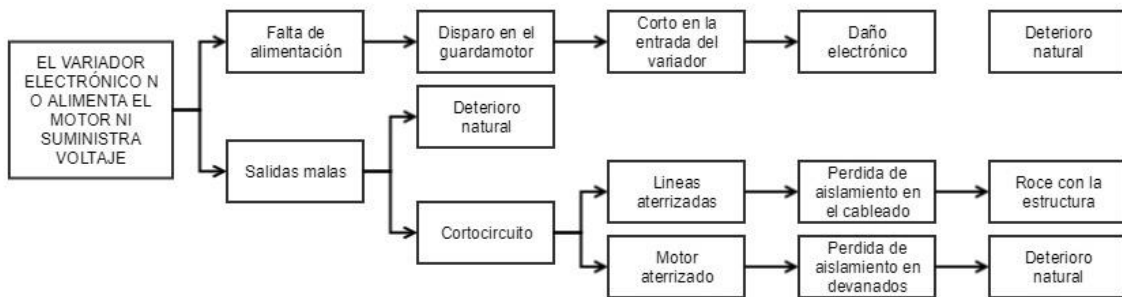 EL VARIADOR
ELECTRÓNICO N
O ALIMENTA EL
MOTOR NI
SUMINISTRA
VOLTAJE
Falta de
alimentación
Disparo en el
guardamotor
Corto en la
entrada del
variador
Daño
electrónico
Deterioro
natural
Salidas malas
Deterioro
natural
Cortocircuito
Lineas
aterrizadas
Perdida de
aislamiento en
el cableado
Roce con la
estructura
Motor
aterrizado
Perdida de
aislamiento en
devanados
Deterioro
natural